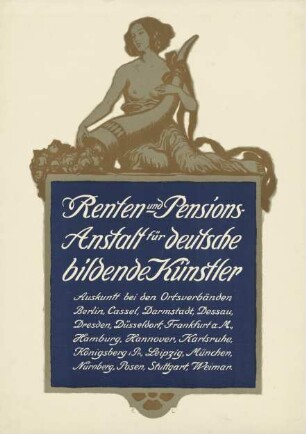 Renten und Pensions-
Anstalt für deutsche
bildende Künstler
Auskunft bei den Ortsverbänden
Berlin, Cassel, Darmstadt, Dessau,
Dresden, Düsseldorf, Frankfurt a.M.,
Hamburg, Hannover, Karlsruhe,
Königsberg i.Pr., Leipzig, München,
Nürnberg, Posen, Stuttgart, Weimar.